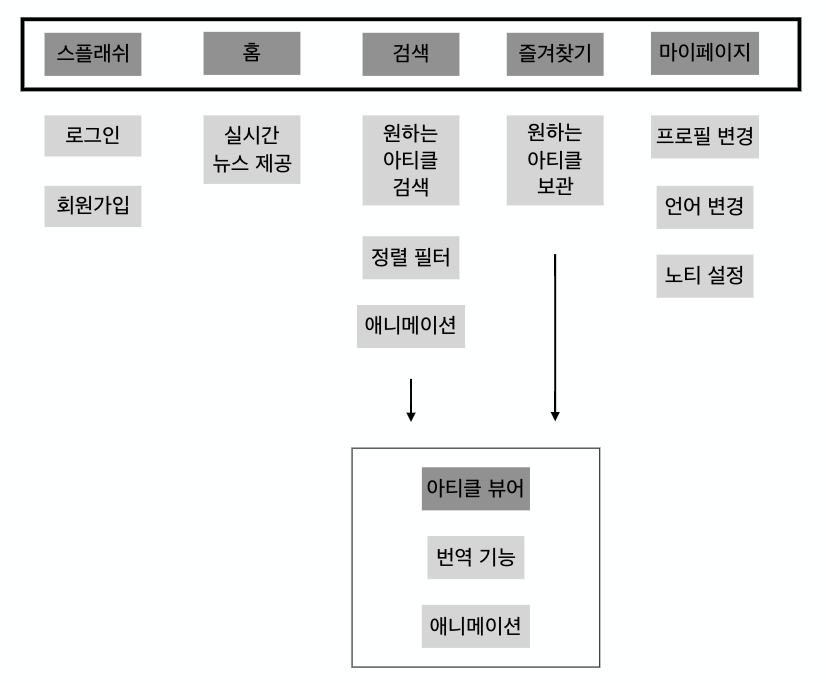 스플래쉬
홈
검색
즐겨찾기
마이페이지
로그인
회원가입
실시간
뉴스 제공
원하는
아티클
검색
정렬 필터
애니메이션
원하는
아티클
보관
프로필 변경
언어 변경
노티 설정
아티클 뷰어
번역 기능
애니메이션